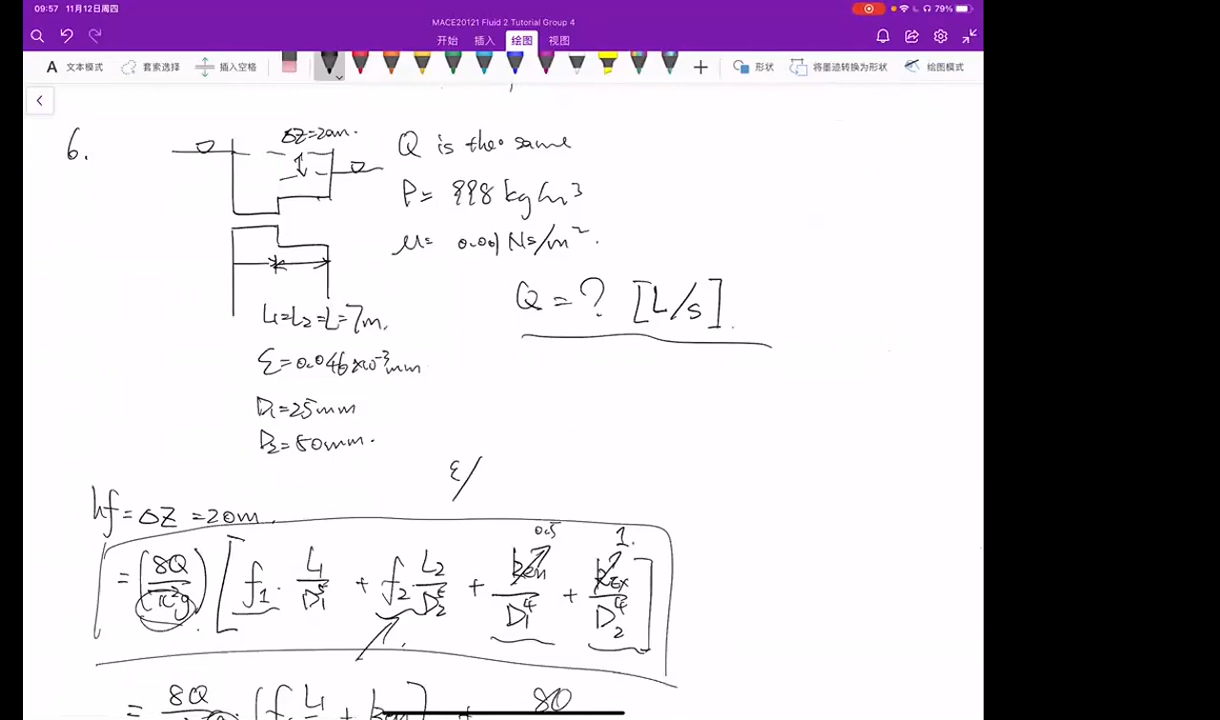 09:57 11月12日周四
79%
MACE20121 Fluid 2 Tutorial Group 4
开始 插入 绘图 视图
文本模式 套索选择 插入空格 形状 将墨迹转换为形状 绘图模式
6.
ΔZ=20m.
Q is the same
ρ= 998 kg/m³
μ= 0.001 Ns/m².
Q = ? [L/s].
L1=L2=L=7m.
ε=0.046×10⁻³mm
D1=25mm
D2=50mm.
ε/
hf=ΔZ=20m.
= (8Q/π²g) [f1 · L1/D1⁵ + f2 · L2/D2⁵ + ken/D1⁴ + kex/D2⁴]
0.5
1.
= 8Q
L1
+ ken
+
8Q